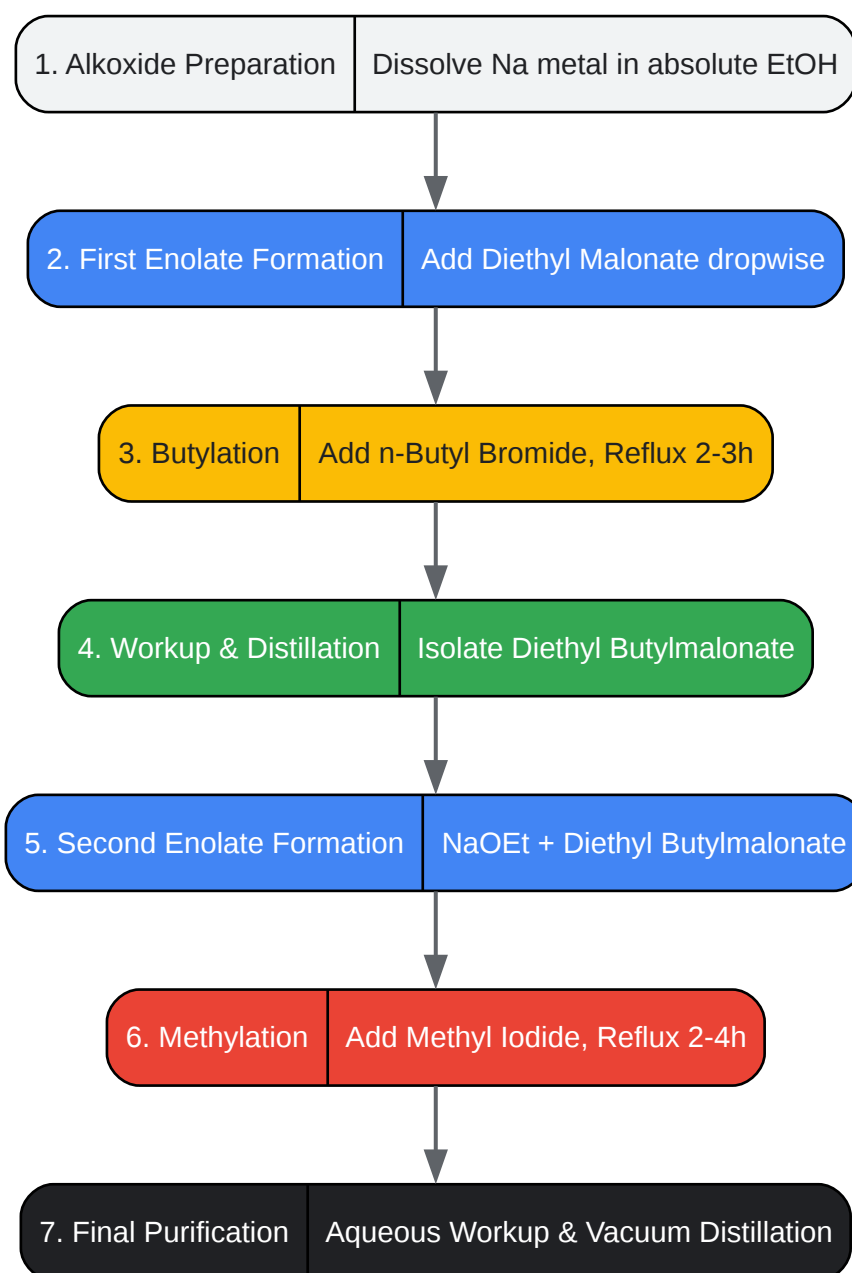 1. Alkoxide Preparation Dissolve Na metal in absolute EtOH
2. First Enolate Formation Add Diethyl Malonate dropwise
3. Butylation Add n-Butyl Bromide, Reflux 2-3h
4. Workup & Distillation Isolate Diethyl Butylmalonate
5. Second Enolate Formation NaOEt + Diethyl Butylmalonate
6. Methylation Add Methyl Iodide, Reflux 2-4h
7. Final Purification Aqueous Workup & Vacuum Distillation